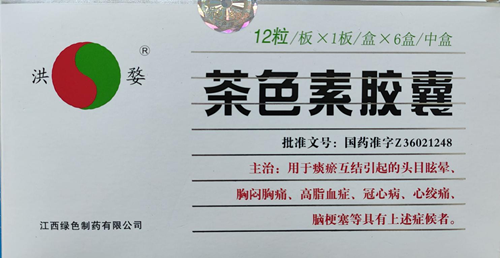 12粒/板×1板/盒×6盒/中盒
洪 ® 婺
茶色素胶囊
批准文号：国药准字Z36021248
主治：用于痰瘀互结引起的头目眩晕、
胸闷胸痛、高脂血症、冠心病、心绞痛、
脑梗塞等具有上述症候者。
江西绿色制药有限公司